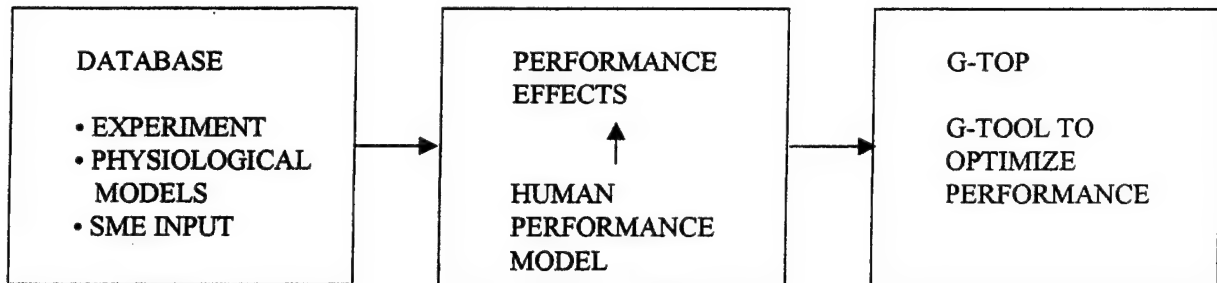 DATABASE
• EXPERIMENT
• PHYSIOLOGICAL
MODELS
• SME INPUT
PERFORMANCE
EFFECTS
HUMAN
PERFORMANCE
MODEL
G-TOP
G-TOOL TO
OPTIMIZE
PERFORMANCE